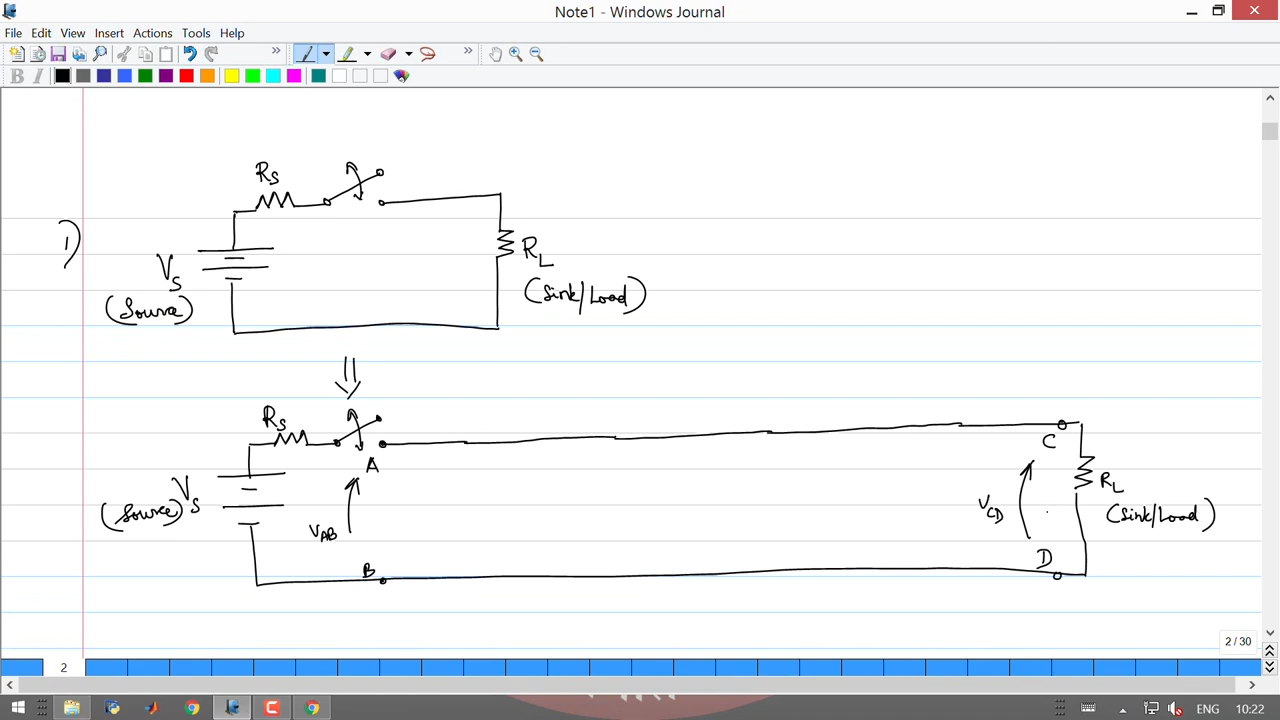 Note1 - Windows Journal
File Edit View Insert Actions Tools Help
B I
1)
RS
VS
(Source)
RL
(Sink/Load)
RS
A
C
VS
(Source)
VAB
VCD
RL
(Sink/Load)
B
D
2 / 30
2
ENG 10:22